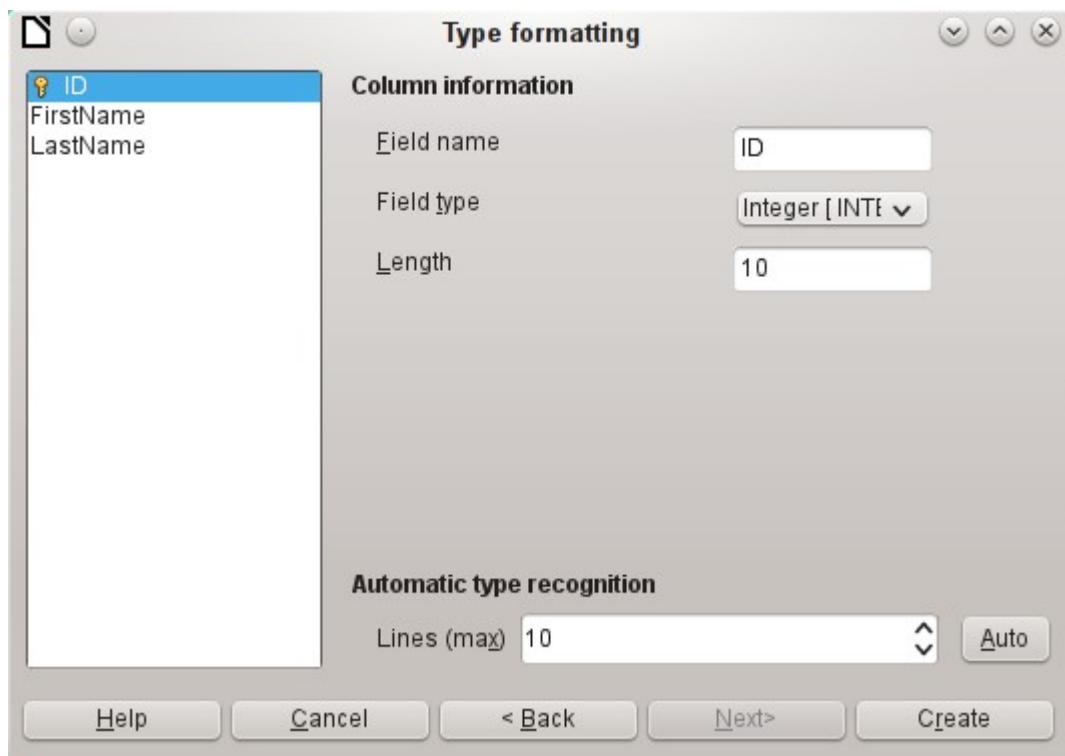 Type formatting
ID
FirstName
LastName
Column information
Field name
ID
Field type
Integer [ INTE
Length
10
Automatic type recognition
Lines (max)
10
Auto
Help
Cancel
< Back
Next>
Create